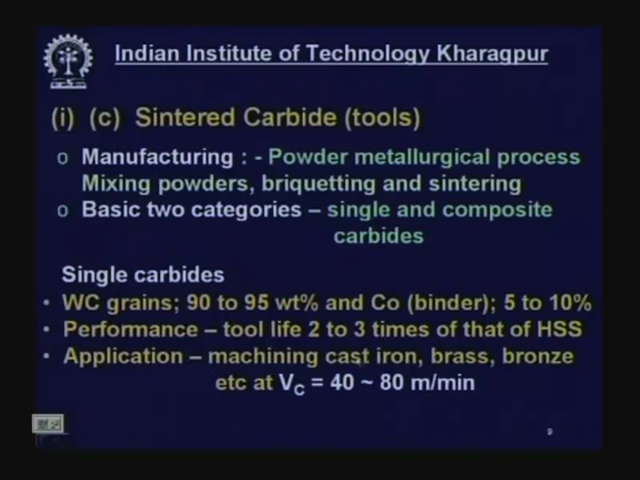 Indian Institute of Technology Kharagpur
(i) (c) Sintered Carbide (tools)
o Manufacturing : - Powder metallurgical process
Mixing powders, briquetting and sintering
o Basic two categories – single and composite
carbides
Single carbides
• WC grains; 90 to 95 wt% and Co (binder); 5 to 10%
• Performance – tool life 2 to 3 times of that of HSS
• Application – machining cast iron, brass, bronze
etc at VC = 40 ~ 80 m/min
9